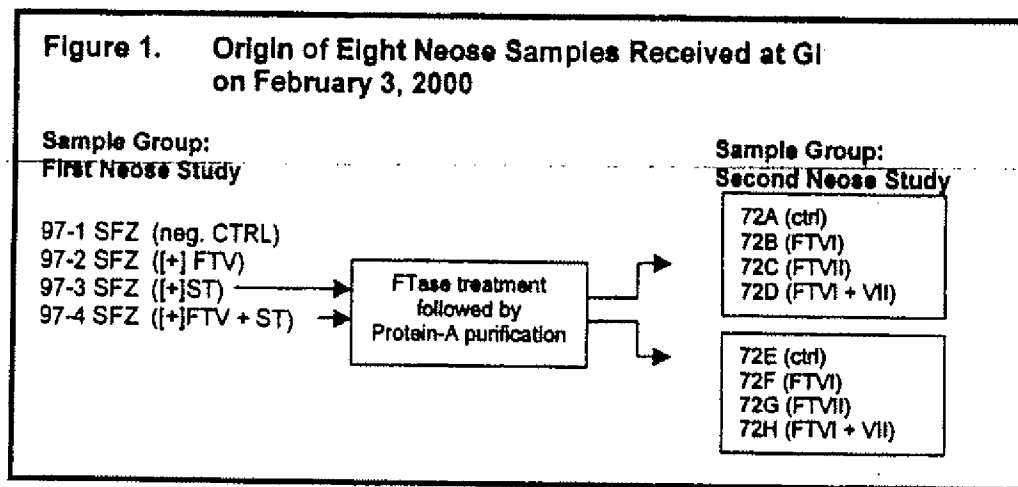 Figure 1. Origin of Eight Neose Samples Received at GI
on February 3, 2000
Sample Group:
First Neose Study
97-1 SFZ (neg. CTRL)
97-2 SFZ ([+] FTV)
97-3 SFZ ([+]ST)
97-4 SFZ ([+]FTV + ST)
FTase treatment
followed by
Protein-A purification
Sample Group:
Second Neose Study
72A (ctrl)
72B (FTVI)
72C (FTVII)
72D (FTVI + VII)
72E (ctrl)
72F (FTVI)
72G (FTVII)
72H (FTVI + VII)